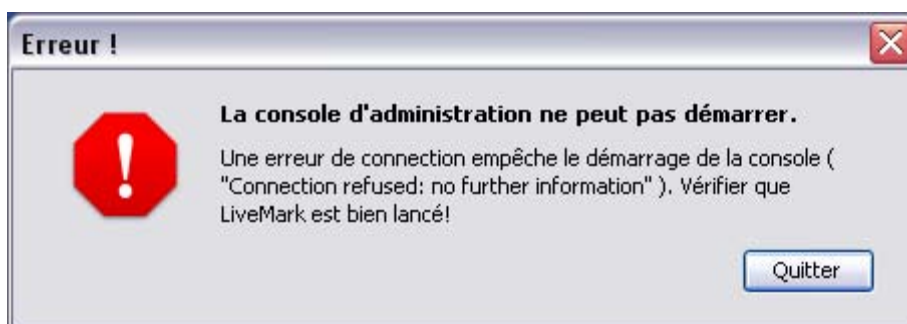 Erreur !
La console d'administration ne peut pas démarrer.
Une erreur de connection empêche le démarrage de la console (
"Connection refused: no further information" ). Vérifier que
LiveMark est bien lancé!
Quitter